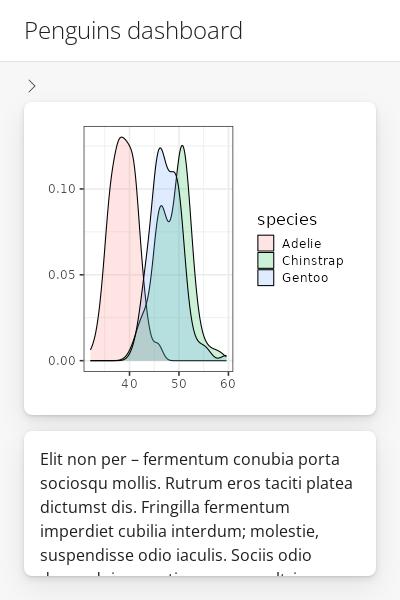 Penguins dashboard
0.10
0.05
0.00
40 50 60
species
Adelie
Chinstrap
Gentoo
Elit non per – fermentum conubia porta
sociosqu mollis. Rutrum eros taciti platea
dictumst dis. Fringilla fermentum
imperdiet cubilia interdum; molestie,
suspendisse odio iaculis. Sociis odio